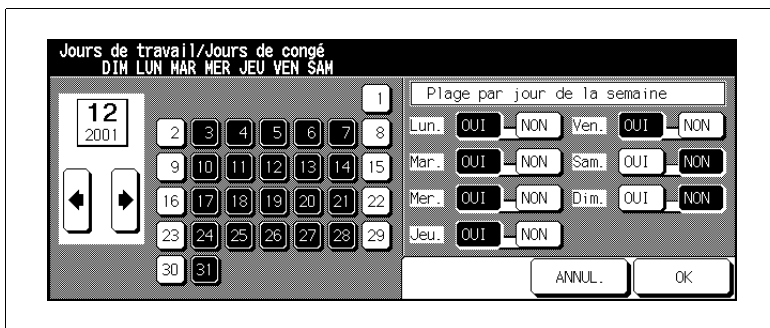 Jours de travail/Jours de congé
DIM LUN MAR MER JEU VEN SAM
12
2001
1
2 3 4 5 6 7 8
9 10 11 12 13 14 15
16 17 18 19 20 21 22
23 24 25 26 27 28 29
30 31
Plage par jour de la semaine
Lun. OUI NON Ven. OUI NON
Mar. OUI NON Sam. OUI NON
Mer. OUI NON Dim. OUI NON
Jeu. OUI NON
ANNUL. OK